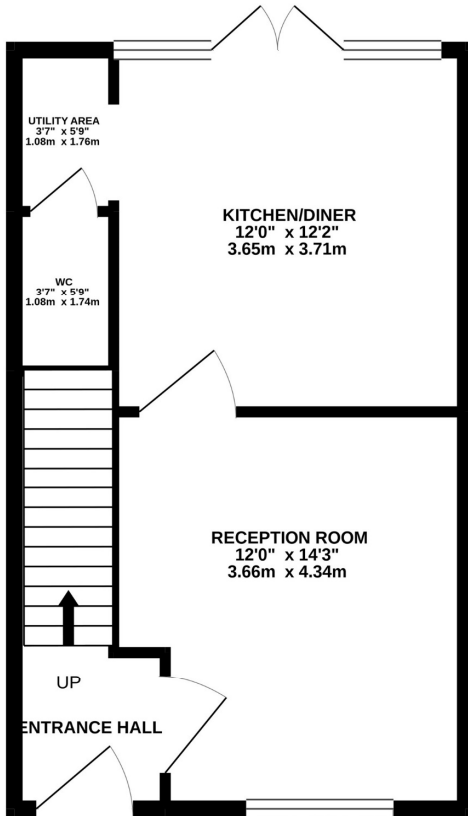 UTILITY AREA
3'7" x 5'9"
1.08m x 1.76m
KITCHEN/DINER
12'0" x 12'2"
3.65m x 3.71m
WC
3'7" x 5'9"
1.08m x 1.74m
RECEPTION ROOM
12'0" x 14'3"
3.66m x 4.34m
UP
ENTRANCE HALL